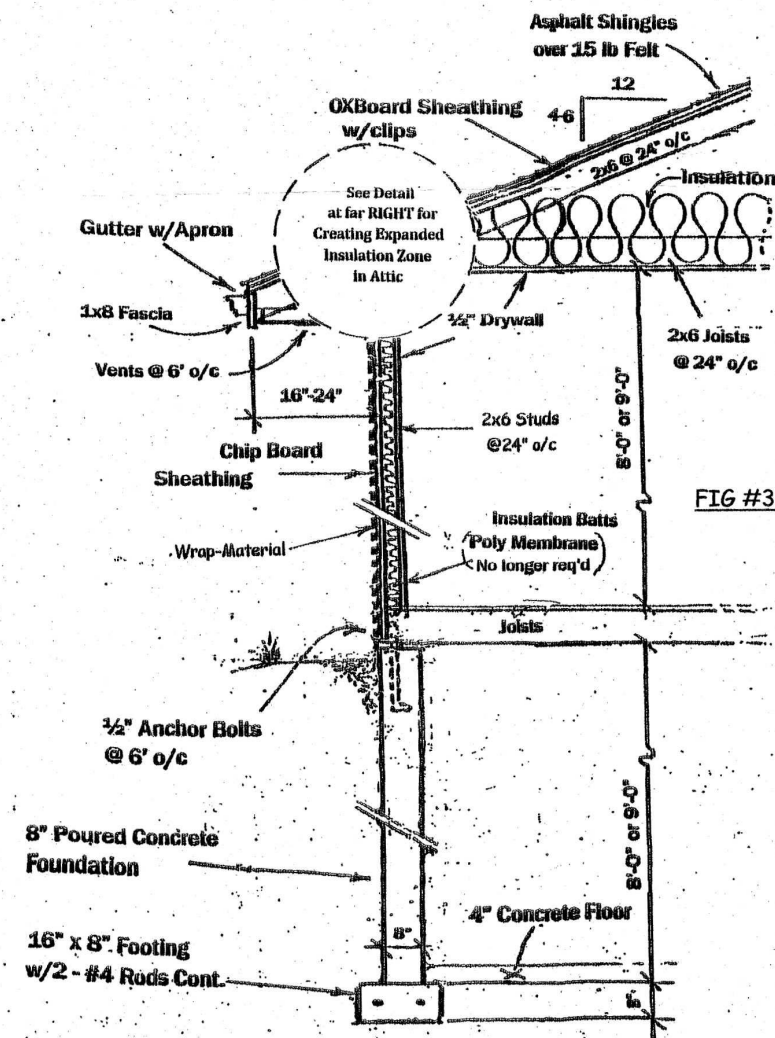 Asphalt Shingles
over 15 lb Felt
12
4-6
OXBoard Sheathing
w/clips
2x6 @ 24" o/c
Insulation
See Detail
at far RIGHT for
Creating Expanded
Insulation Zone
in Attic
Gutter w/Apron
1x8 Fascia
½" Drywall
2x6 Joists
@ 24" o/c
Vents @ 6' o/c
16"-24"
8'-0" or 9'-0"
2x6 Studs
@24" o/c
Chip Board
Sheathing
FIG #3
Insulation Batts
(Poly Membrane
No longer req'd)
Wrap-Material
Joists
½" Anchor Bolts
@ 6' o/c
8'-0" or 9'-0"
8" Poured Concrete
Foundation
4" Concrete Floor
8"
16" x 8" Footing
w/2 - #4 Rods Cont.
8"